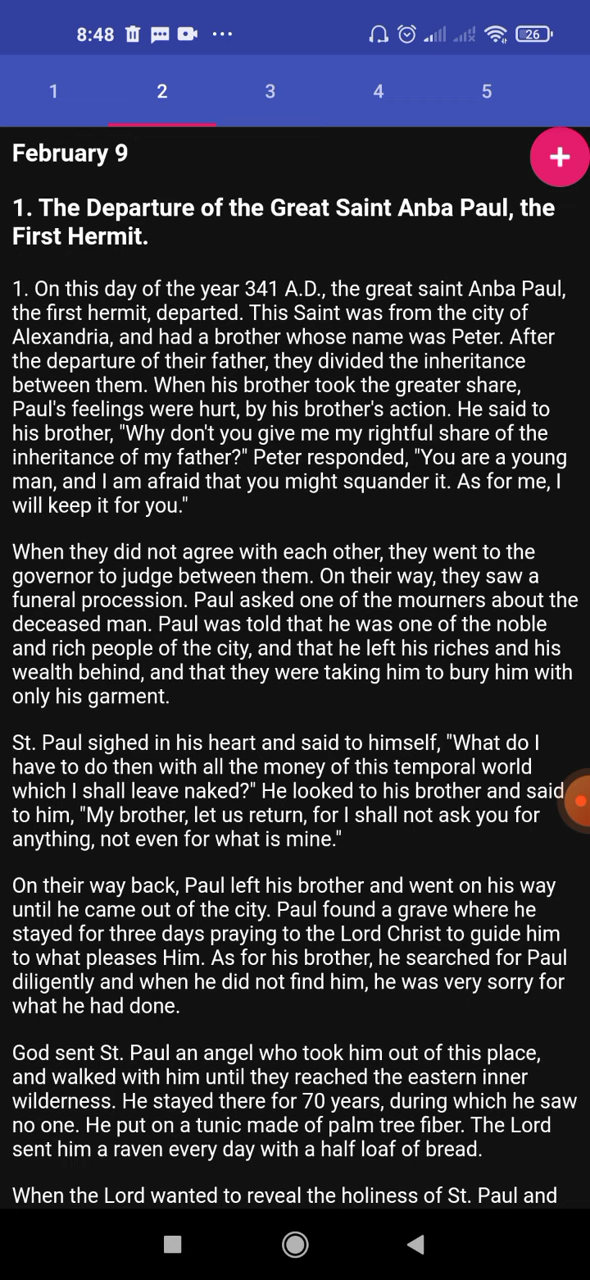 8:48
26
1 2 3 4 5
February 9
+
1. The Departure of the Great Saint Anba Paul, the
First Hermit.
1. On this day of the year 341 A.D., the great saint Anba Paul,
the first hermit, departed. This Saint was from the city of
Alexandria, and had a brother whose name was Peter. After
the departure of their father, they divided the inheritance
between them. When his brother took the greater share,
Paul's feelings were hurt, by his brother's action. He said to
his brother, "Why don't you give me my rightful share of the
inheritance of my father?" Peter responded, "You are a young
man, and I am afraid that you might squander it. As for me, I
will keep it for you."
When they did not agree with each other, they went to the
governor to judge between them. On their way, they saw a
funeral procession. Paul asked one of the mourners about the
deceased man. Paul was told that he was one of the noble
and rich people of the city, and that he left his riches and his
wealth behind, and that they were taking him to bury him with
only his garment.
St. Paul sighed in his heart and said to himself, "What do I
have to do then with all the money of this temporal world
which I shall leave naked?" He looked to his brother and said
to him, "My brother, let us return, for I shall not ask you for
anything, not even for what is mine."
On their way back, Paul left his brother and went on his way
until he came out of the city. Paul found a grave where he
stayed for three days praying to the Lord Christ to guide him
to what pleases Him. As for his brother, he searched for Paul
diligently and when he did not find him, he was very sorry for
what he had done.
God sent St. Paul an angel who took him out of this place,
and walked with him until they reached the eastern inner
wilderness. He stayed there for 70 years, during which he saw
no one. He put on a tunic made of palm tree fiber. The Lord
sent him a raven every day with a half loaf of bread.
When the Lord wanted to reveal the holiness of St. Paul and